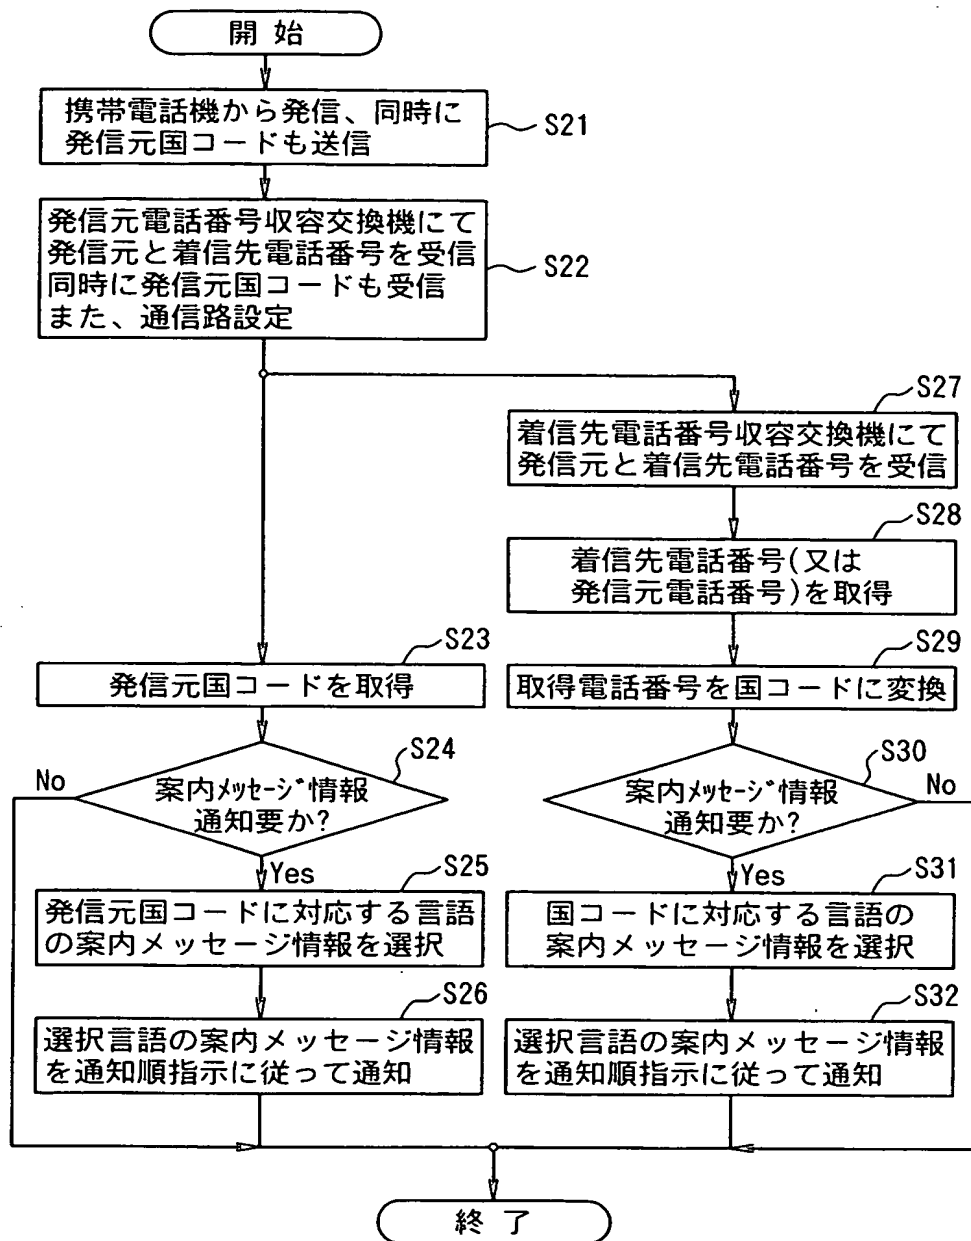 開始
携帯電話機から発信、同時に
発信元国コードも送信
S21
発信元電話番号収容交換機にて
発信元と着信先電話番号を受信
同時に発信元国コードも受信
また、通信路設定
S22
S27
着信先電話番号収容交換機にて
発信元と着信先電話番号を受信
S28
着信先電話番号(又は
発信元電話番号)を取得
S23
発信元国コードを取得
S29
取得電話番号を国コードに変換
S24
No
案内メッセージ情報
通知要か?
Yes
S30
案内メッセージ情報
通知要か?
No
Yes
S25
発信元国コードに対応する言語
の案内メッセージ情報を選択
S31
国コードに対応する言語の
案内メッセージ情報を選択
S26
選択言語の案内メッセージ情報
を通知順指示に従って通知
S32
選択言語の案内メッセージ情報
を通知順指示に従って通知
終了